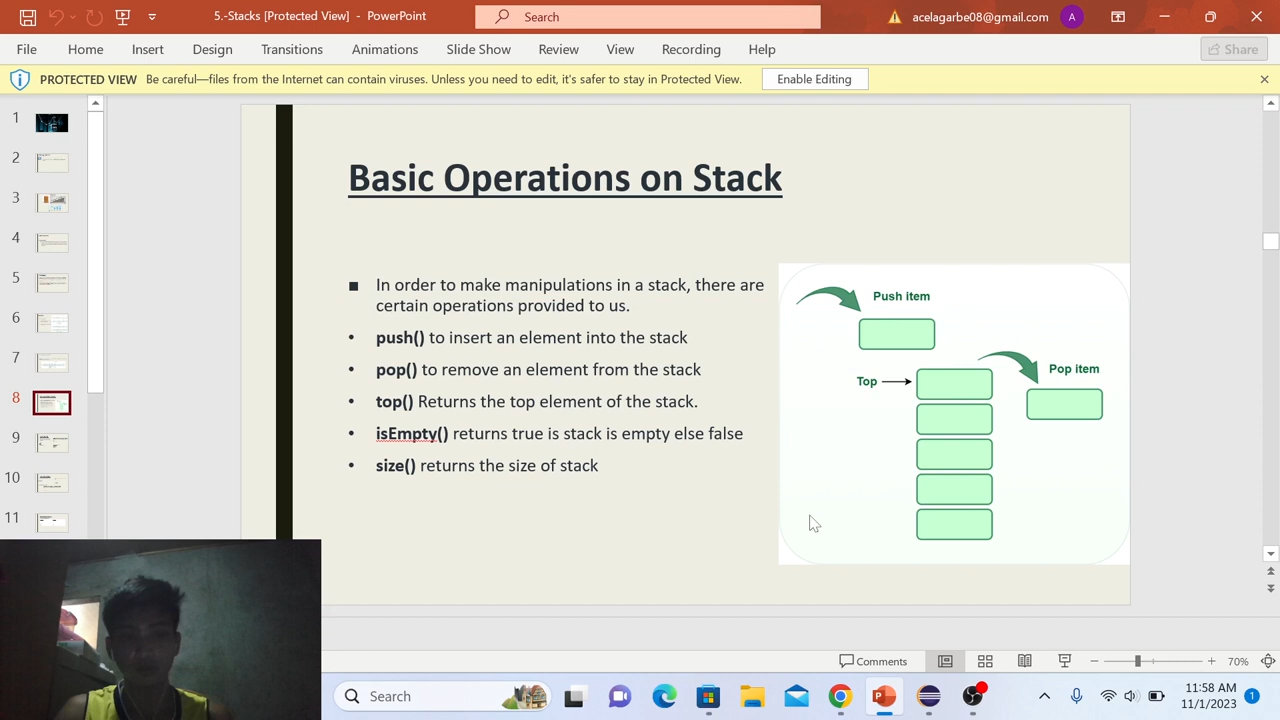 5.-Stacks [Protected View] - PowerPoint
Search
acelagarbe08@gmail.com
A
File Home Insert Design Transitions Animations Slide Show Review View Recording Help
Share
PROTECTED VIEW Be careful—files from the Internet can contain viruses. Unless you need to edit, it's safer to stay in Protected View.
Enable Editing
1
2
3
4
5
6
7
8
9
10
11
Basic Operations on Stack
■ In order to make manipulations in a stack, there are
certain operations provided to us.
• push() to insert an element into the stack
• pop() to remove an element from the stack
• top() Returns the top element of the stack.
• isEmpty() returns true is stack is empty else false
• size() returns the size of stack
Push item
Pop item
Top
Comments
70%
Search
11:58 AM
11/1/2023
1